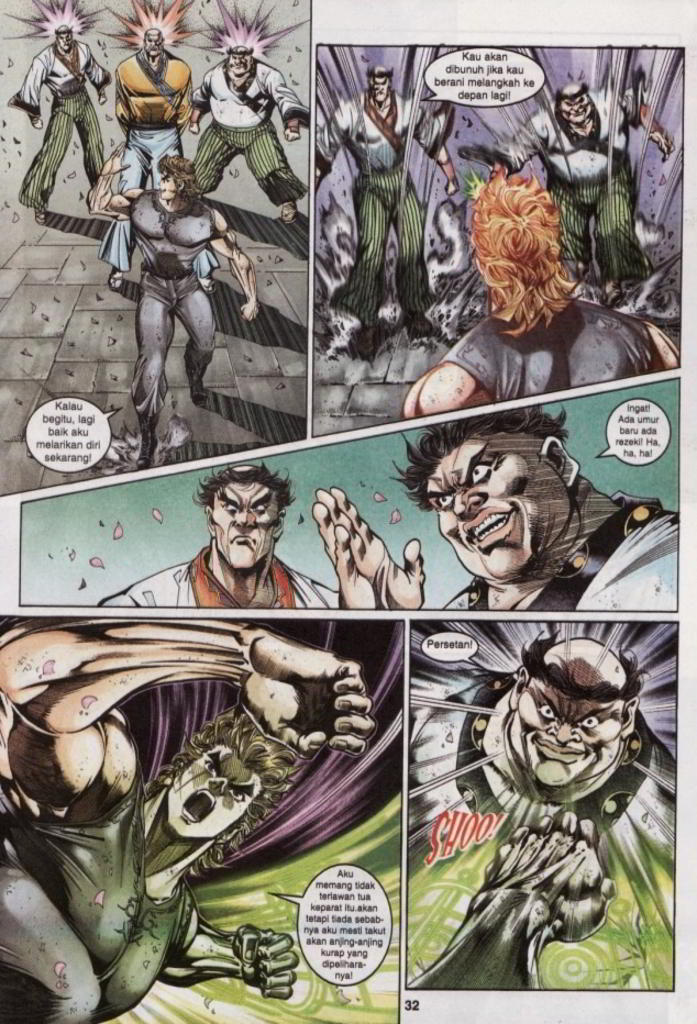 Kalau
begitu, lagi
baik aku
melarikan diri
sekarang!
Kau akan
dibunuh jika kau
berani melangkah ke
depan lagi!
Ingat!
Ada umur
baru ada
rezeki! Ha,
ha, ha!
Aku
memang tidak
terlawan tua
keparat itu.akan
tetapi tiada sebab-
nya aku mesti takut
akan anjing-anjing
kurap yang
dipelihara-
nya!
Persetan!
SHOO!
32